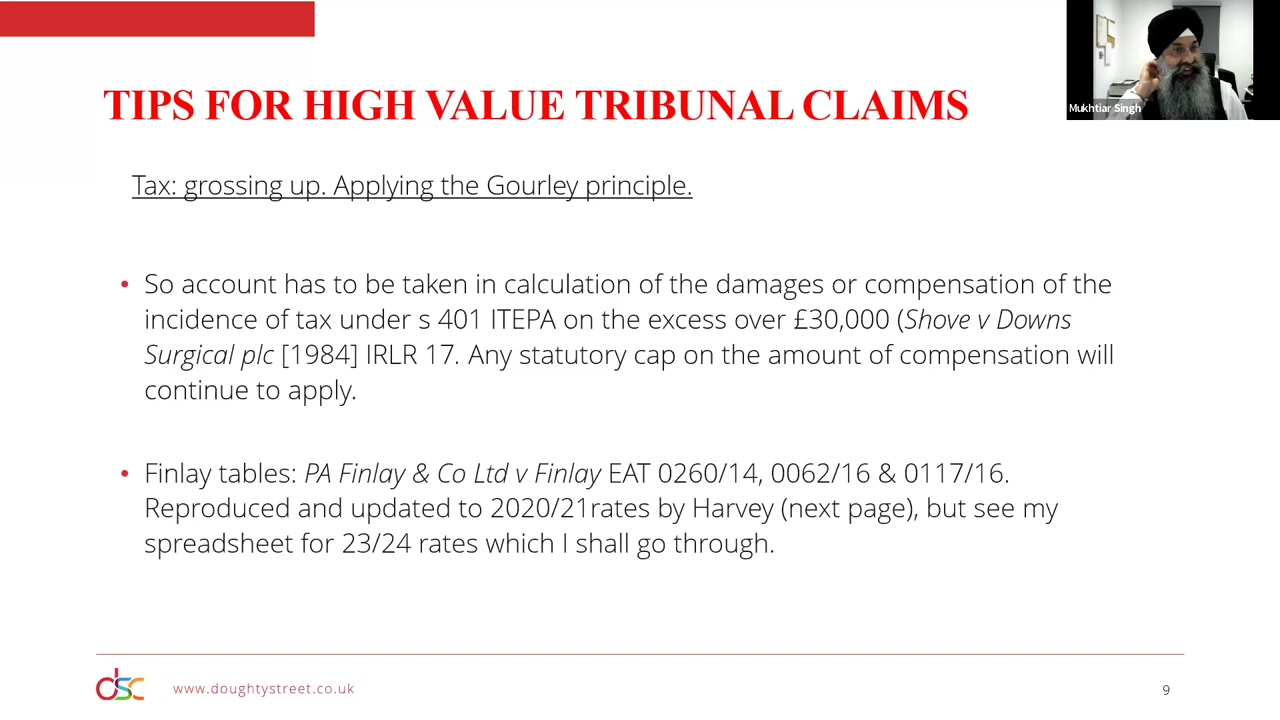 Mukhtiar Singh
TIPS FOR HIGH VALUE TRIBUNAL CLAIMS
Tax: grossing up. Applying the Gourley principle.
• So account has to be taken in calculation of the damages or compensation of the
incidence of tax under s 401 ITEPA on the excess over £30,000 (Shove v Downs
Surgical plc [1984] IRLR 17. Any statutory cap on the amount of compensation will
continue to apply.
• Finlay tables: PA Finlay & Co Ltd v Finlay EAT 0260/14, 0062/16 & 0117/16.
Reproduced and updated to 2020/21rates by Harvey (next page), but see my
spreadsheet for 23/24 rates which I shall go through.
dsc www.doughtystreet.co.uk 9